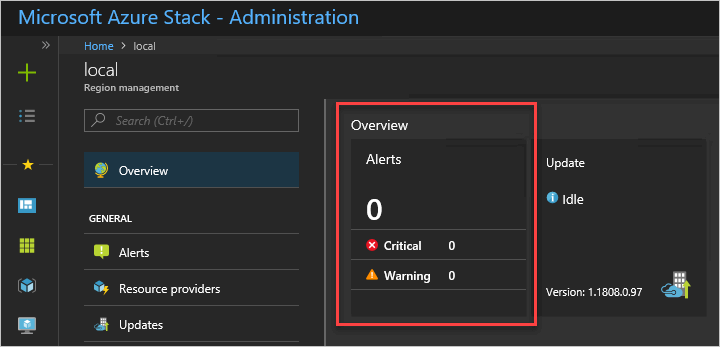 Microsoft Azure Stack - Administration
Home > local
local
Region management
Search (Ctrl+/)
Overview
GENERAL
Alerts
Resource providers
Updates
Overview
Alerts
0
Critical 0
Warning 0
Update
Idle
Version: 1.1808.0.97